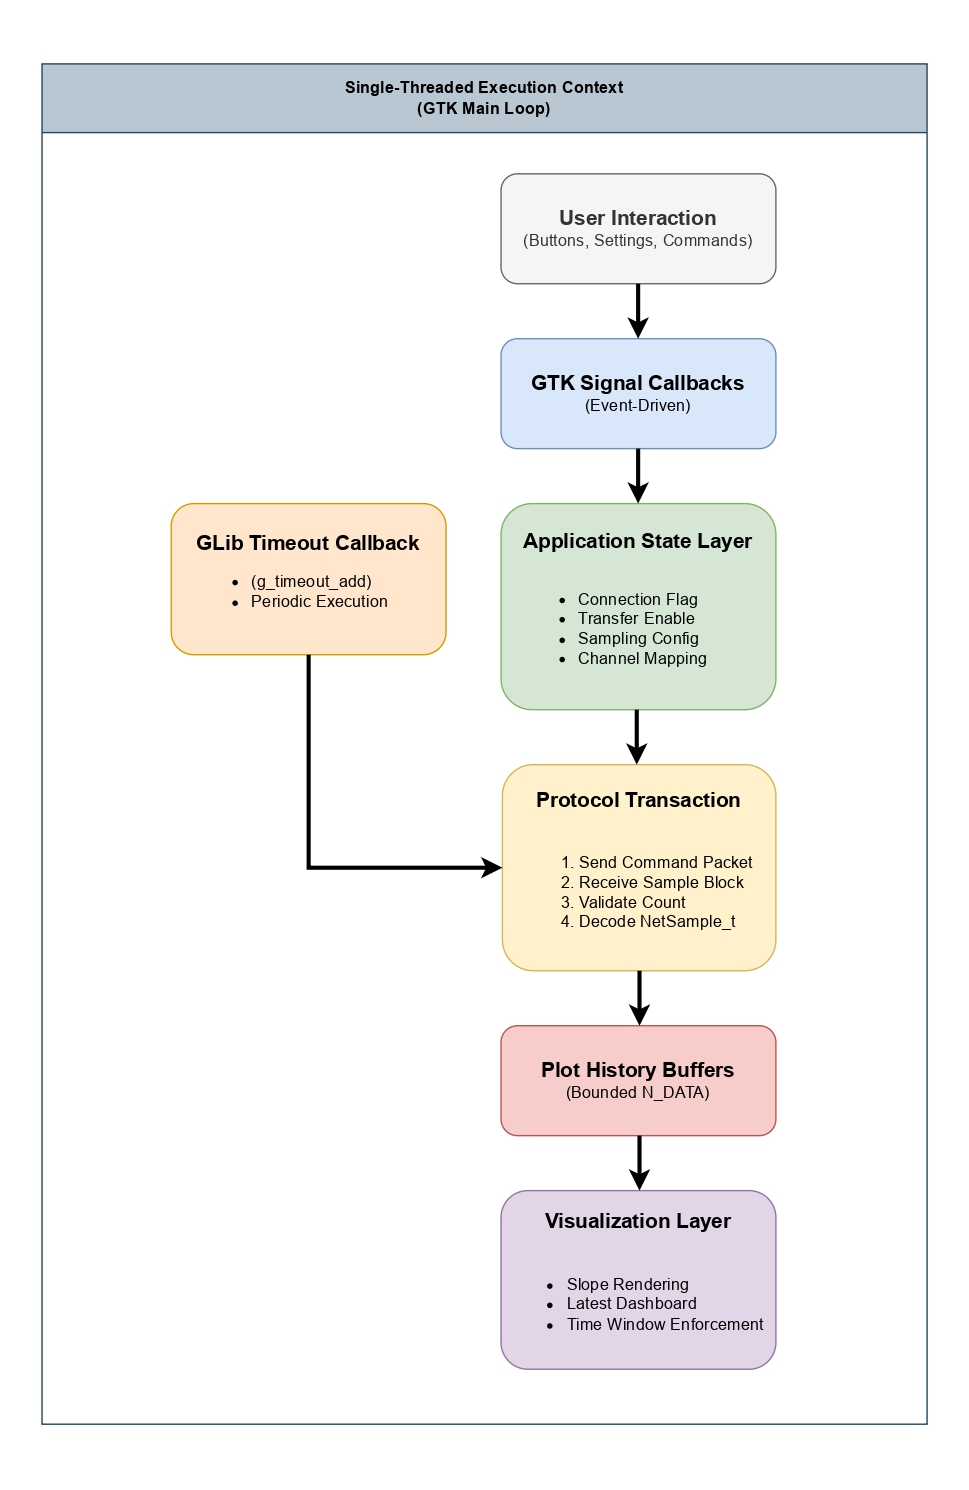 Single-Threaded Execution Context
(GTK Main Loop)
User Interaction
(Buttons, Settings, Commands)
GTK Signal Callbacks
(Event-Driven)
GLib Timeout Callback
• (g_timeout_add)
• Periodic Execution
Application State Layer
• Connection Flag
• Transfer Enable
• Sampling Config
• Channel Mapping
Protocol Transaction
1. Send Command Packet
2. Receive Sample Block
3. Validate Count
4. Decode NetSample_t
Plot History Buffers
(Bounded N_DATA)
Visualization Layer
• Slope Rendering
• Latest Dashboard
• Time Window Enforcement